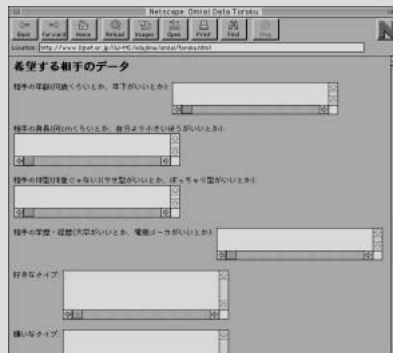 Netscape: Omiai Data Toroku
Back Forward Home Reload Images Open Print Find Stop
Location:
希望する相手のデータ
相手の年齢(何歳くらいとか、年下がいいとか):
相手の身長(何cmくらいとか、自分より小さいほうがいいとか):
相手の体型(体重じゃない)(やせ型がいいとか、ぽっちゃり型がいいとか):
相手の学歴・経歴(大卒がいいとか、電機メーカがいいとか):
好きなタイプ:
嫌いなタイプ: